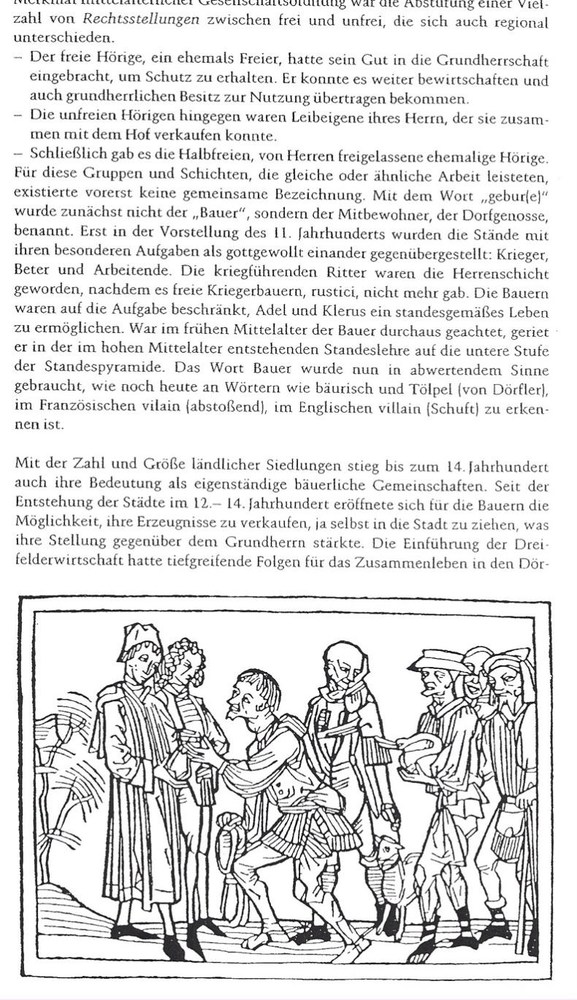 Merkmal mittelalterlicher Gesellschaftsordnung war die Abstufung einer Viel-
zahl von Rechtsstellungen zwischen frei und unfrei, die sich auch regional
unterschieden.
– Der freie Hörige, ein ehemals Freier, hatte sein Gut in die Grundherrschaft
eingebracht, um Schutz zu erhalten. Er konnte es weiter bewirtschaften und
auch grundherrlichen Besitz zur Nutzung übertragen bekommen.
– Die unfreien Hörigen hingegen waren Leibeigene ihres Herrn, der sie zusam-
men mit dem Hof verkaufen konnte.
– Schließlich gab es die Halbfreien, von Herren freigelassene ehemalige Hörige.
Für diese Gruppen und Schichten, die gleiche oder ähnliche Arbeit leisteten,
existierte vorerst keine gemeinsame Bezeichnung. Mit dem Wort „gebur(e)“
wurde zunächst nicht der „Bauer“, sondern der Mitbewohner, der Dorfgenosse,
benannt. Erst in der Vorstellung des 11. Jahrhunderts wurden die Stände mit
ihren besonderen Aufgaben als gottgewollt einander gegenübergestellt: Krieger,
Beter und Arbeitende. Die kriegführenden Ritter waren die Herrenschicht
geworden, nachdem es freie Kriegerbauern, rustici, nicht mehr gab. Die Bauern
waren auf die Aufgabe beschränkt, Adel und Klerus ein standesgemäßes Leben
zu ermöglichen. War im frühen Mittelalter der Bauer durchaus geachtet, geriet
er in der im hohen Mittelalter entstehenden Standeslehre auf die untere Stufe
der Standespyramide. Das Wort Bauer wurde nun in abwertendem Sinne
gebraucht, wie noch heute an Wörtern wie bäurisch und Tölpel (von Dörfler),
im Französischen vilain (abstoßend), im Englischen villain (Schuft) zu erken-
nen ist.
Mit der Zahl und Größe ländlicher Siedlungen stieg bis zum 14. Jahrhundert
auch ihre Bedeutung als eigenständige bäuerliche Gemeinschaften. Seit der
Entstehung der Städte im 12.– 14. Jahrhundert eröffnete sich für die Bauern die
Möglichkeit, ihre Erzeugnisse zu verkaufen, ja selbst in die Stadt zu ziehen, was
ihre Stellung gegenüber dem Grundherrn stärkte. Die Einführung der Drei-
felderwirtschaft hatte tiefgreifende Folgen für das Zusammenleben in den Dör-